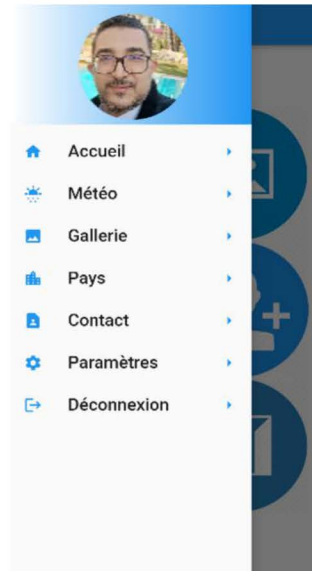 Accueil
Météo
Gallerie
Pays
Contact
Paramètres
Déconnexion